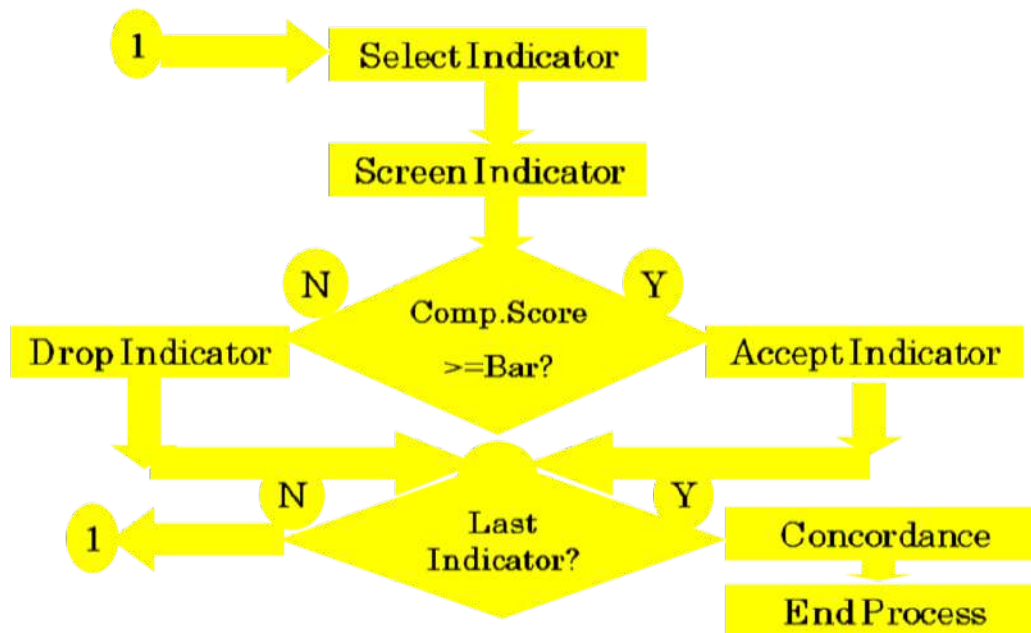 1
Select Indicator
Screen Indicator
N
Y
Comp.Score
>=Bar?
Drop Indicator
Accept Indicator
N
Y
1
Last
Indicator?
Concordance
End Process